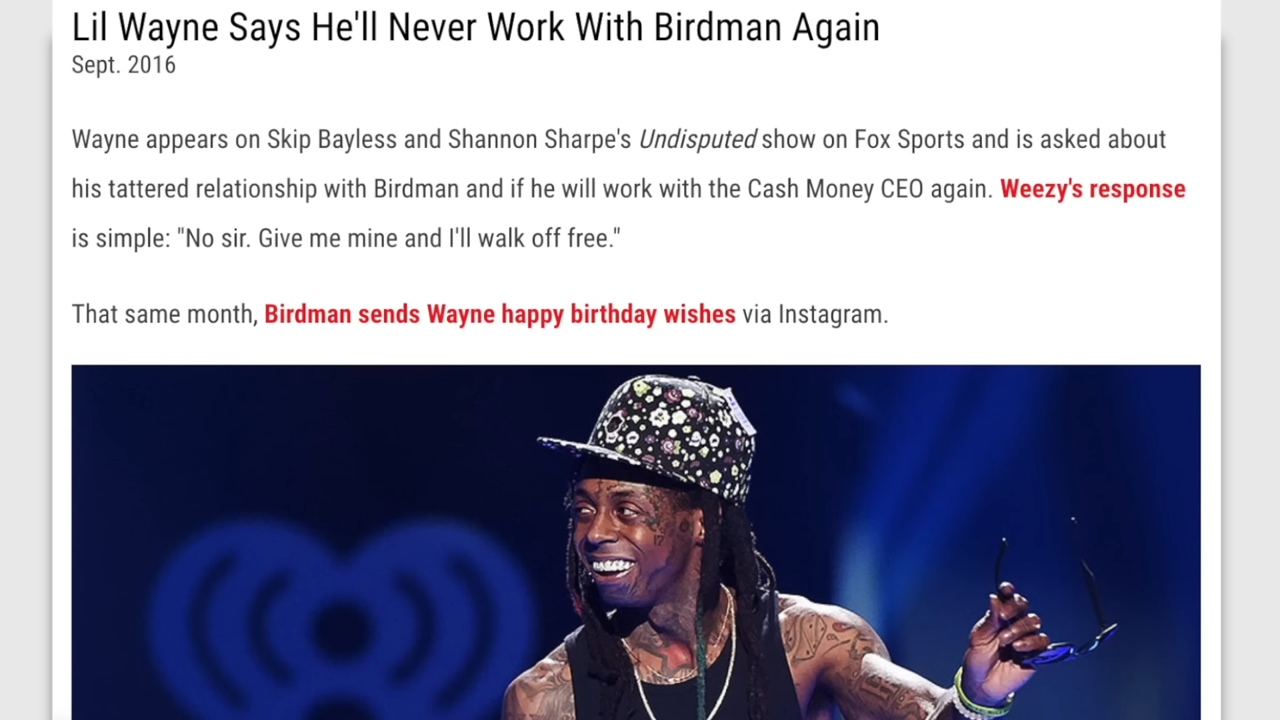 Lil Wayne Says He'll Never Work With Birdman Again
Sept. 2016
Wayne appears on Skip Bayless and Shannon Sharpe's Undisputed show on Fox Sports and is asked about
his tattered relationship with Birdman and if he will work with the Cash Money CEO again. Weezy's response
is simple: "No sir. Give me mine and I'll walk off free."
That same month, Birdman sends Wayne happy birthday wishes via Instagram.